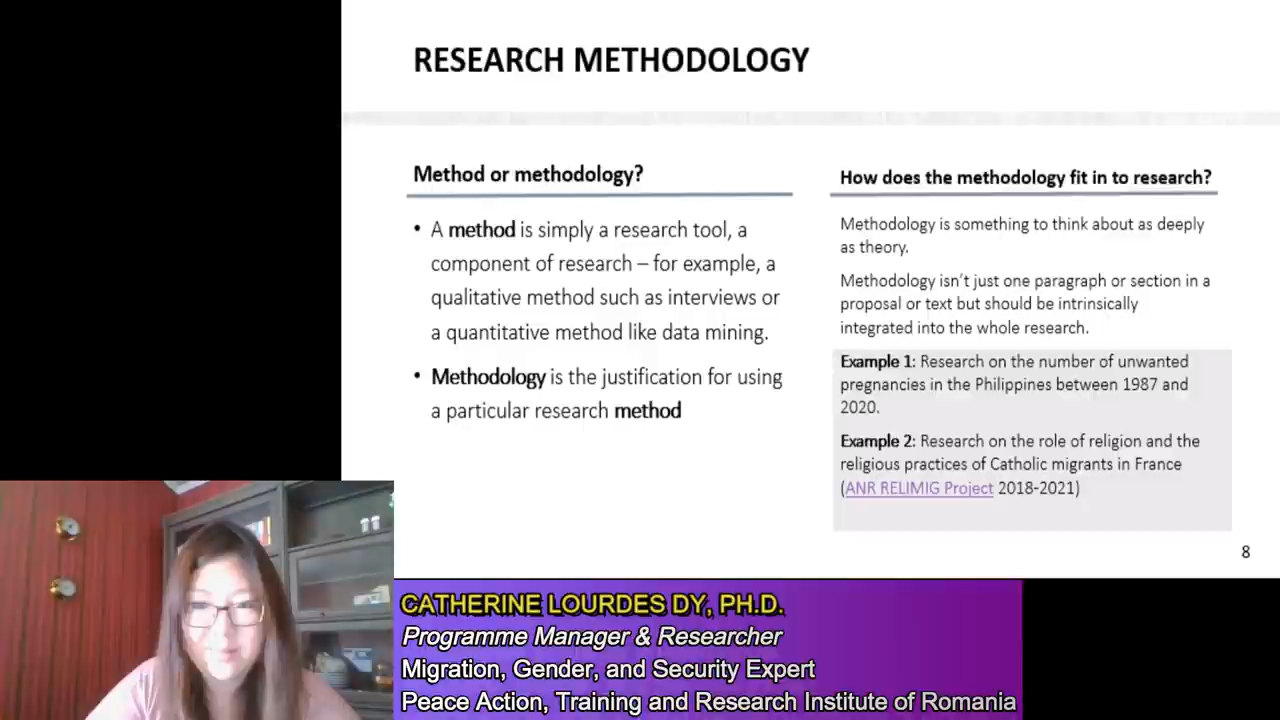 RESEARCH METHODOLOGY
Method or methodology?
• A method is simply a research tool, a
component of research – for example, a
qualitative method such as interviews or
a quantitative method like data mining.
• Methodology is the justification for using
a particular research method
How does the methodology fit in to research?
Methodology is something to think about as deeply
as theory.
Methodology isn't just one paragraph or section in a
proposal or text but should be intrinsically
integrated into the whole research.
Example 1: Research on the number of unwanted
pregnancies in the Philippines between 1987 and
2020.
Example 2: Research on the role of religion and the
religious practices of Catholic migrants in France
(ANR RELIMIG Project 2018-2021)
8
CATHERINE LOURDES DY, PH.D.
Programme Manager & Researcher
Migration, Gender, and Security Expert
Peace Action, Training and Research Institute of Romania